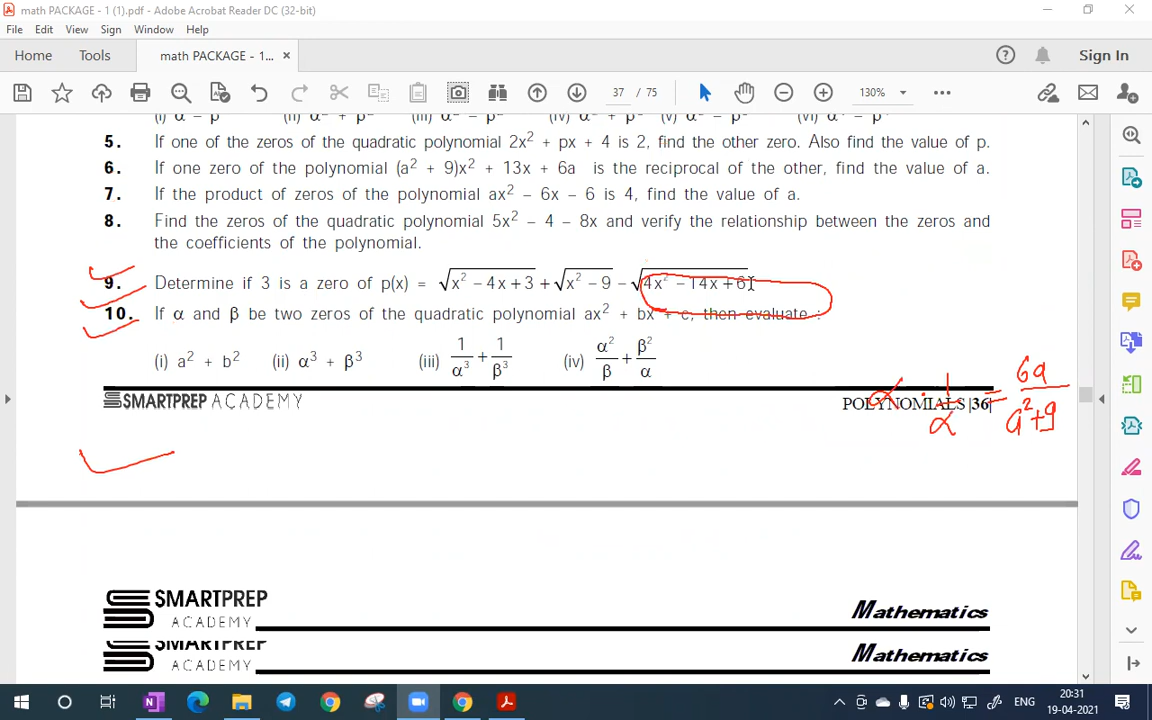 math PACKAGE - 1 (1).pdf - Adobe Acrobat Reader DC (32-bit)
File Edit View Sign Window Help
Home Tools math PACKAGE - 1... × Sign In
37 / 75 130%
5. If one of the zeros of the quadratic polynomial 2x² + px + 4 is 2, find the other zero. Also find the value of p.
6. If one zero of the polynomial (a² + 9)x² + 13x + 6a is the reciprocal of the other, find the value of a.
7. If the product of zeros of the polynomial ax² – 6x – 6 is 4, find the value of a.
8. Find the zeros of the quadratic polynomial 5x² – 4 – 8x and verify the relationship between the zeros and
the coefficients of the polynomial.
9. Determine if 3 is a zero of p(x) = √(x² – 4x + 3) + √(x² – 9) – √(4x² – 14x + 6)
10. If α and β be two zeros of the quadratic polynomial ax² + bx + c, then evaluate :
(i) a² + b² (ii) α³ + β³ (iii) 1/α³ + 1/β³ (iv) α²/β + β²/α
SMARTPREP ACADEMY POLYNOMIALS |36|
α · 1/α = 6a/a²+9
SMARTPREP
ACADEMY Mathematics
SMARTPREP
ACADEMY Mathematics
ENG
20:31
19-04-2021